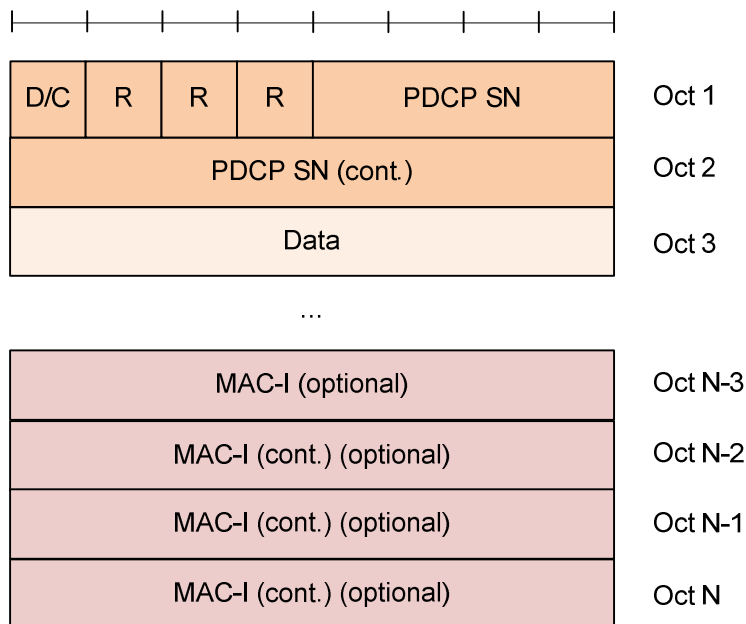 D/C R R R PDCP SN Oct 1
PDCP SN (cont.) Oct 2
Data Oct 3
...
MAC-I (optional) Oct N-3
MAC-I (cont.) (optional) Oct N-2
MAC-I (cont.) (optional) Oct N-1
MAC-I (cont.) (optional) Oct N